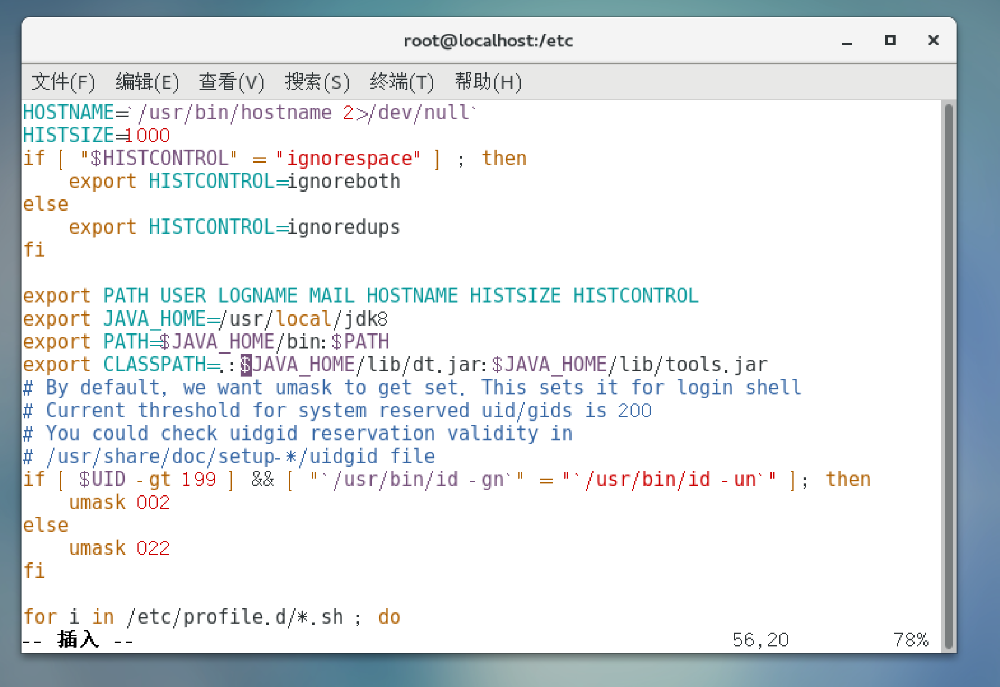 root@localhost:/etc
文件(F) 编辑(E) 查看(V) 搜索(S) 终端(T) 帮助(H)
HOSTNAME=`/usr/bin/hostname 2>/dev/null`
HISTSIZE=1000
if [ "$HISTCONTROL" = "ignorespace" ] ; then
    export HISTCONTROL=ignoreboth
else
    export HISTCONTROL=ignoredups
fi

export PATH USER LOGNAME MAIL HOSTNAME HISTSIZE HISTCONTROL
export JAVA_HOME=/usr/local/jdk8
export PATH=$JAVA_HOME/bin:$PATH
export CLASSPATH=.:$JAVA_HOME/lib/dt.jar:$JAVA_HOME/lib/tools.jar
# By default, we want umask to get set. This sets it for login shell
# Current threshold for system reserved uid/gids is 200
# You could check uidgid reservation validity in
# /usr/share/doc/setup-*/uidgid file
if [ $UID -gt 199 ] && [ "`/usr/bin/id -gn`" = "`/usr/bin/id -un`" ]; then
    umask 002
else
    umask 022
fi

for i in /etc/profile.d/*.sh ; do
-- 插入 -- 56,20 78%